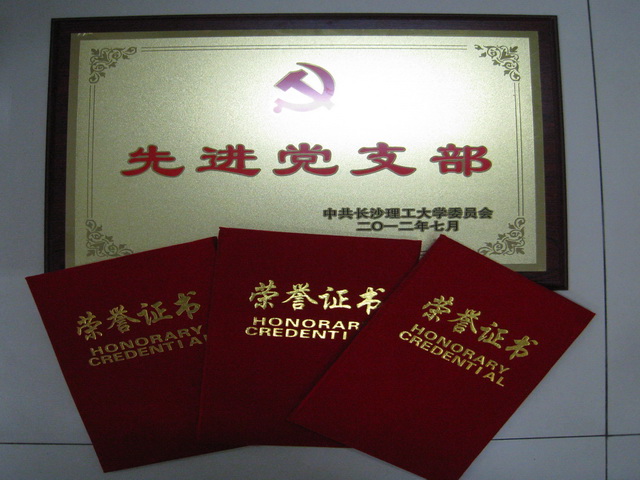 先进党支部
中共长沙理工大学委员会
二〇一二年七月
荣誉证书
HONORARY
CREDENTIAL
荣誉证书
HONORAR
CREDENTI
荣誉证书
HONORARY
CREDENTIAL